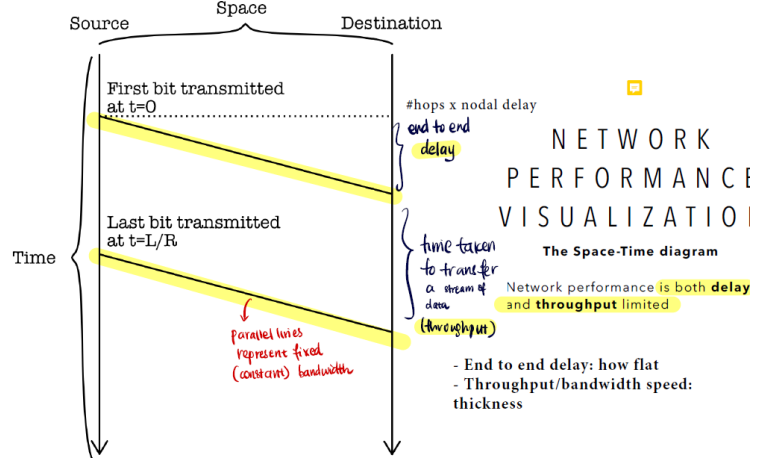 Space
Source
Destination
First bit transmitted
at t=0
#hops x nodal delay
end to end
delay
NETWORK
PERFORMANCE
VISUALIZATIO
The Space-Time diagram
Network performance is both delay
and throughput limited
Last bit transmitted
at t=L/R
Time
time taken
to transfer
a stream of
data
(throughput)
parallel lines
represent fixed
(constant) bandwidth
- End to end delay: how flat
- Throughput/bandwidth speed:
thickness